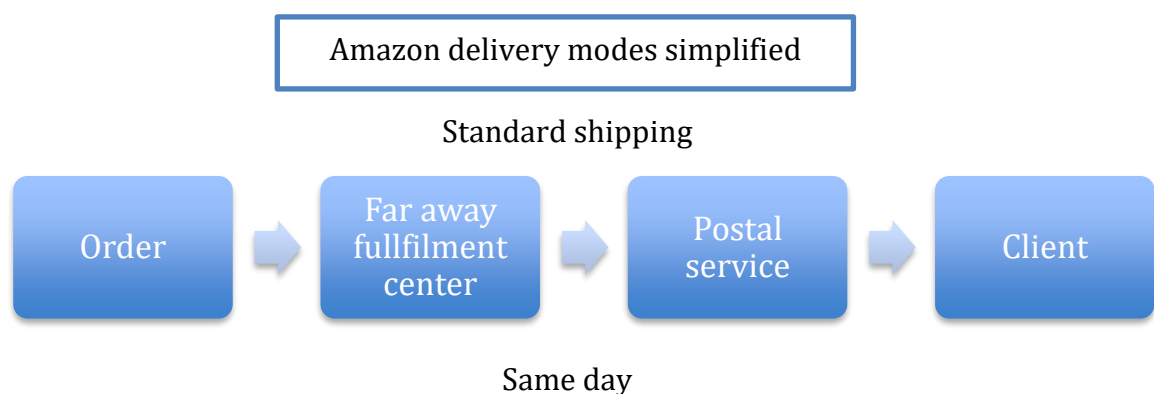 Amazon delivery modes simplified
Standard shipping
Order
Far away
fullfilment
center
Postal
service
Client
Same day